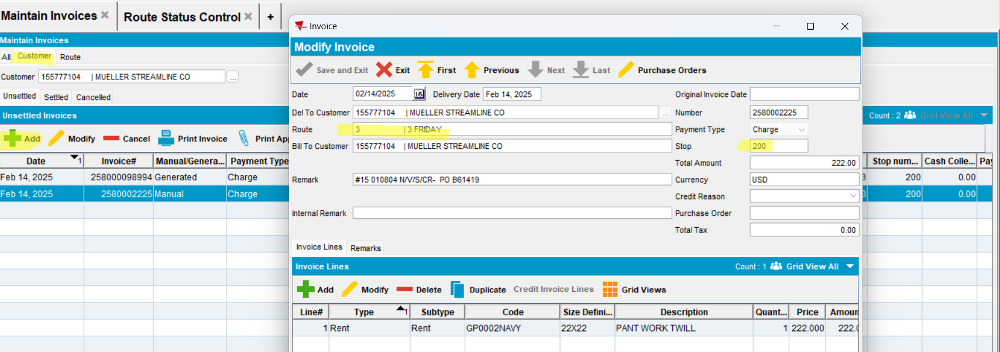 Maintain Invoices
Route Status Control
+
Maintain Invoices
All Customer Route
Customer 155777104 | MUELLER STREAMLINE CO ...
Unsettled Settled Cancelled
Unsettled Invoices
Count : 2 Grid View All
Add Modify Cancel Print Invoice Print Ap
Date 1 Invoice# Manual/Genera... Payment Type Stop num... Cash Colle... Pay
Feb 14, 2025 258000098994 Generated Charge 3 200 0.00
Feb 14, 2025 2580002225 Manual Charge 3 200 0.00
Invoice
Modify Invoice
Save and Exit Exit First Previous Next Last Purchase Orders
Date 02/14/2025 16 Delivery Date Feb 14, 2025 Original Invoice Date
Del To Customer 155777104 | MUELLER STREAMLINE CO ... Number 2580002225
Route 3 | 3 FRIDAY Payment Type Charge
Bill To Customer 155777104 | MUELLER STREAMLINE CO Stop 200
Total Amount 222.00
Remark #15 010804 N/V/S/CR- PO B61419 Currency USD
Credit Reason
Internal Remark Purchase Order
Total Tax 0.00
Invoice Lines Remarks
Invoice Lines Count : 1 Grid View All
Add Modify Delete Duplicate Credit Invoice Lines Grid Views
Line# Type 1 Subtype Code Size Defini... Description Quant... Price Amoun
1 Rent Rent GP0002NAVY 22X22 PANT WORK TWILL 1 222.000 222.0